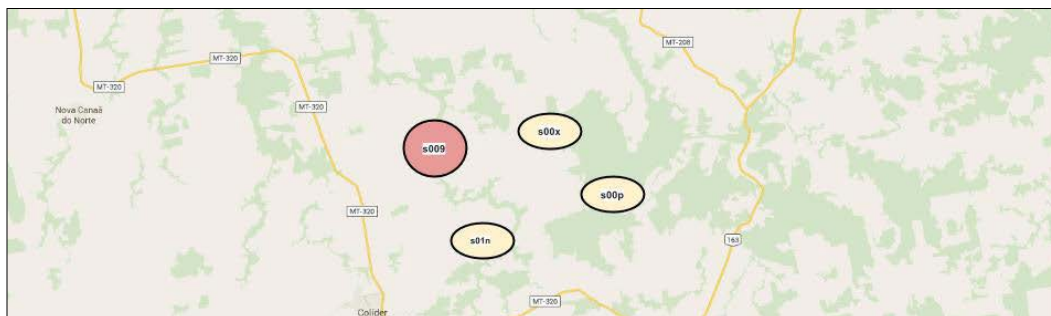 MT-208
MT-320
MT-320
Nova Canaã
do Norte
MT-320
s00x
s009
s00p
MT-320
s01n
163
MT-320
Colíder